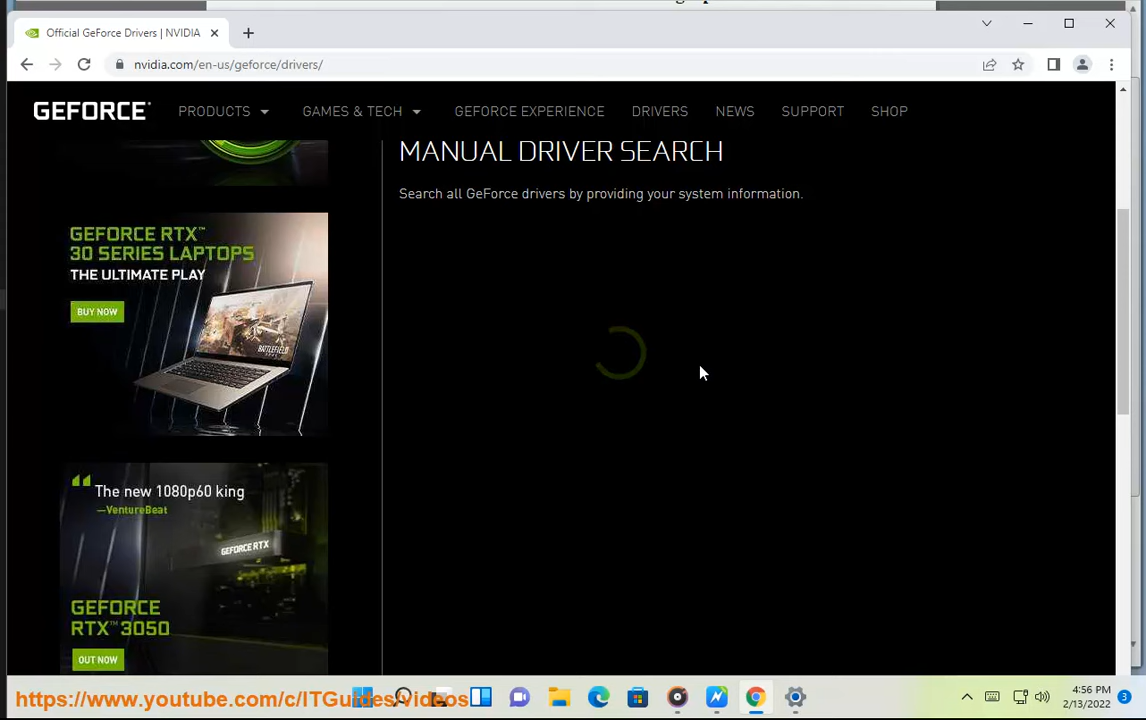 Official GeForce Drivers | NVIDIA
nvidia.com/en-us/geforce/drivers/
GEFORCE
PRODUCTS
GAMES & TECH
GEFORCE EXPERIENCE
DRIVERS
NEWS
SUPPORT
SHOP
MANUAL DRIVER SEARCH
Search all GeForce drivers by providing your system information.
GEFORCE RTX™
30 SERIES LAPTOPS
THE ULTIMATE PLAY
BUY NOW
BATTLEFIELD
The new 1080p60 king
—VentureBeat
GEFORCE RTX
GEFORCE
RTX™ 3050
OUT NOW
https://www.youtube.com/c/ITGuides/videos
4:56 PM
2/13/2022
3